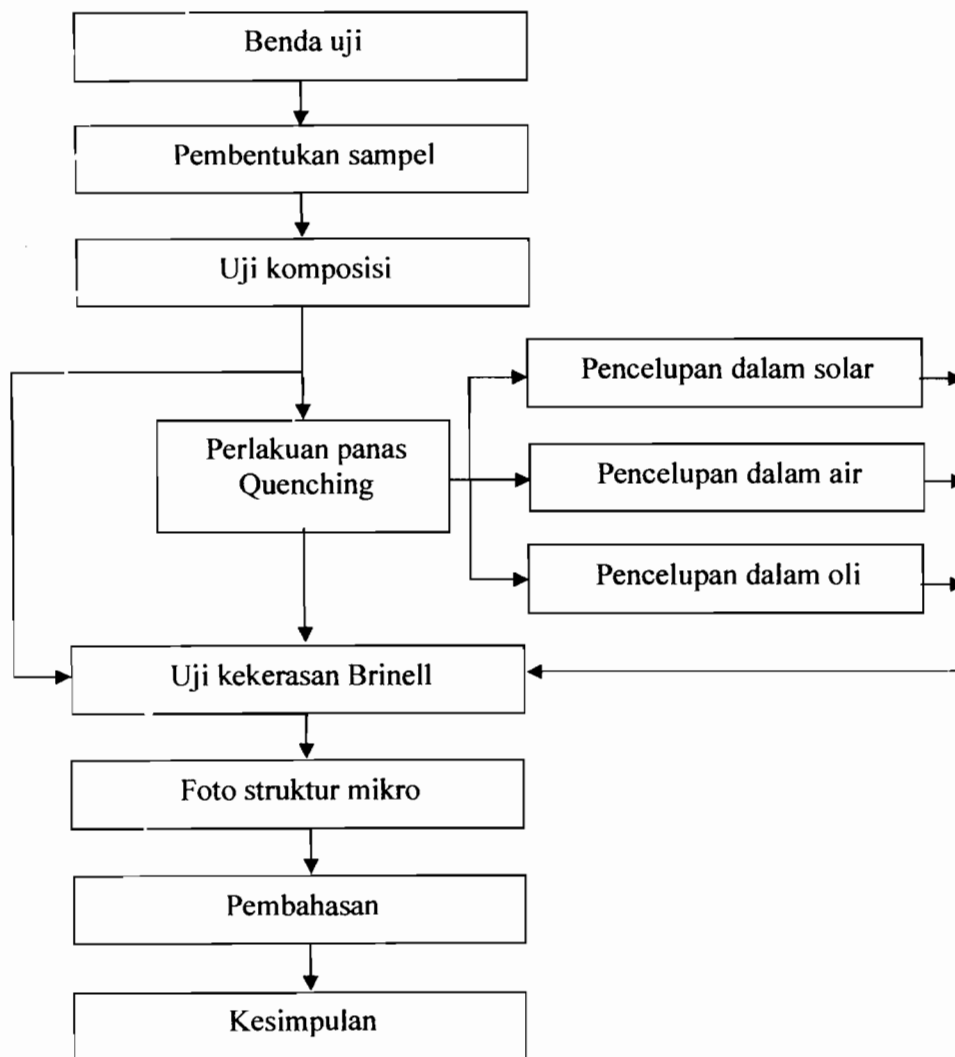 Benda uji
Pembentukan sampel
Uji komposisi
Perlakuan panas
Quenching
Pencelupan dalam solar
Pencelupan dalam air
Pencelupan dalam oli
Uji kekerasan Brinell
Foto struktur mikro
Pembahasan
Kesimpulan